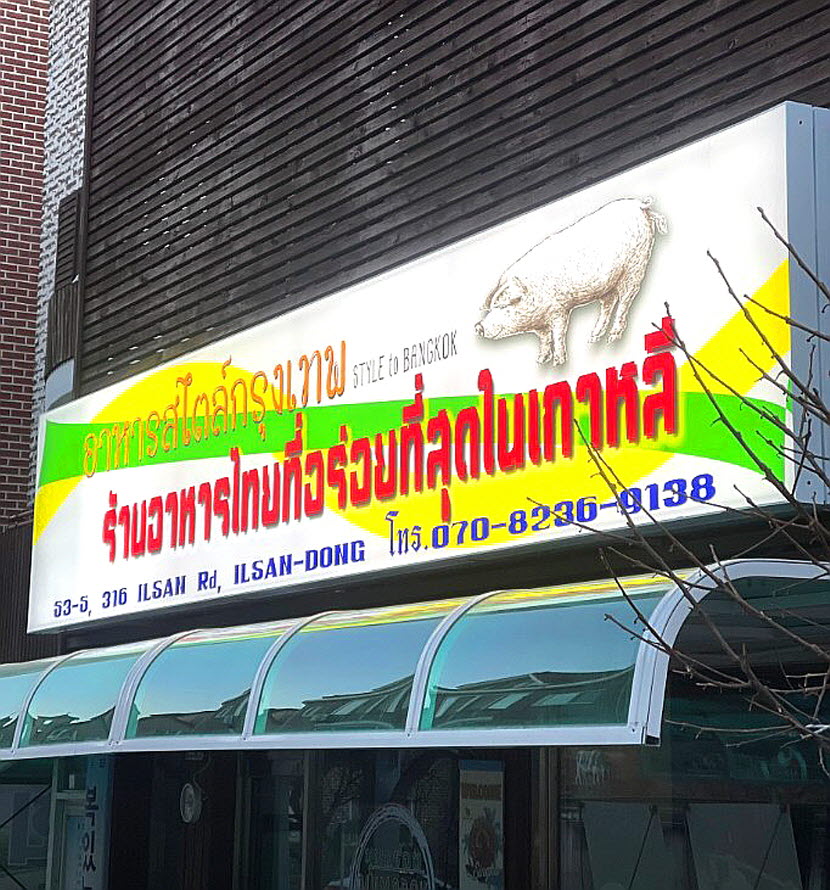 อาหารสไตล์กรุงเทพ STYLE to BANGKOK
ร้านอาหารไทยที่อร่อยที่สุดในเกาหลี
53-5, 316 ILSAN Rd, ILSAN-DONG โทร.070-8236-9138